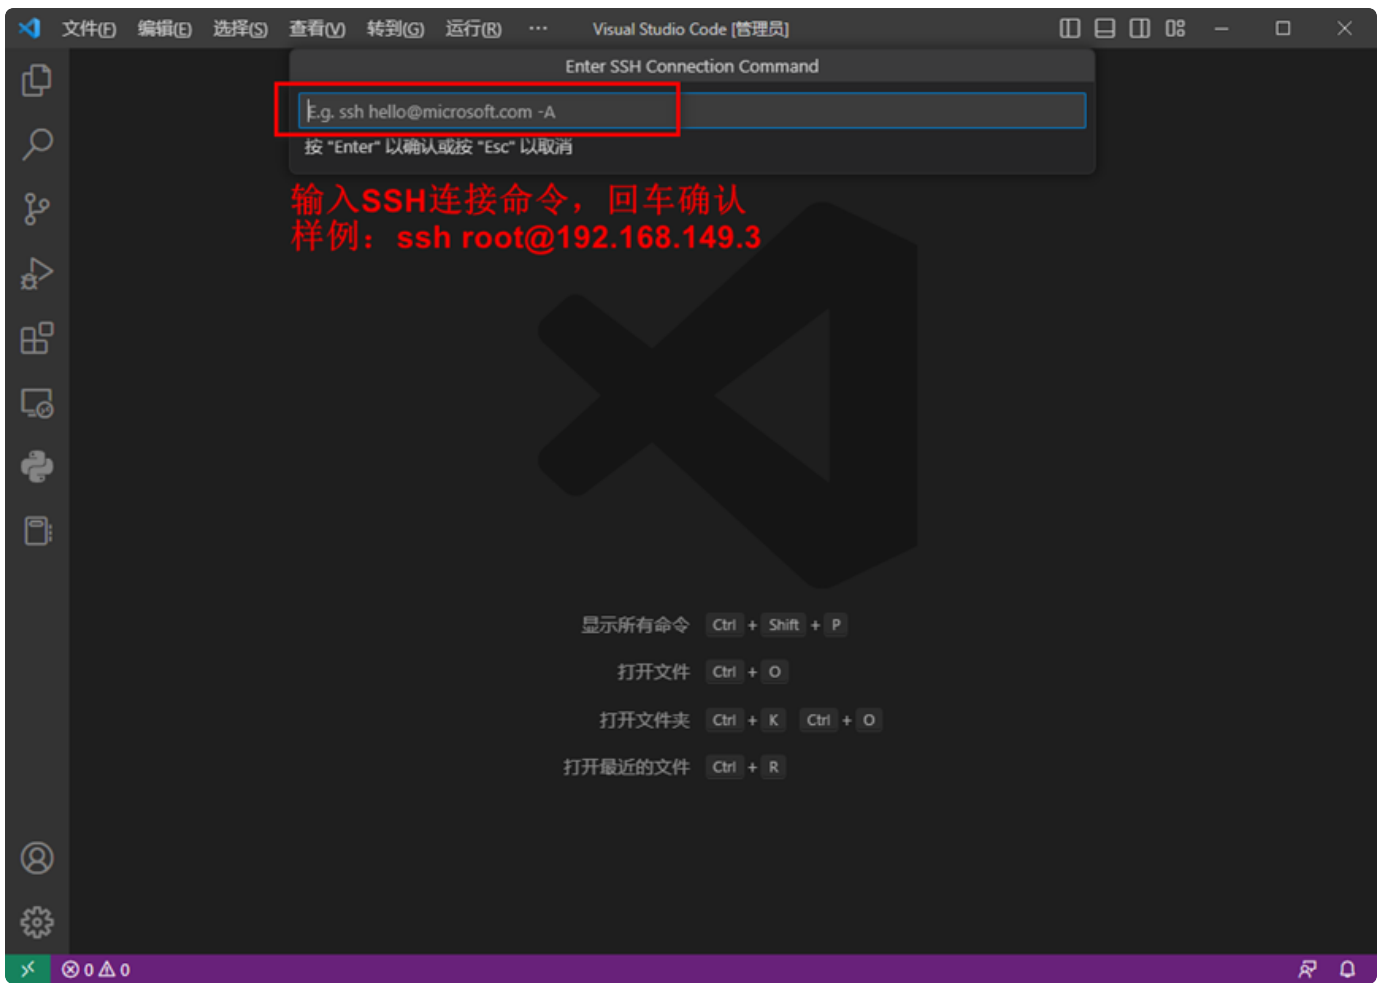 文件(F) 编辑(E) 选择(S) 查看(V) 转到(G) 运行(R) ··· Visual Studio Code [管理员]
Enter SSH Connection Command
E.g. ssh hello@microsoft.com -A
按 "Enter" 以确认或按 "Esc" 以取消
输入SSH连接命令，回车确认
样例：ssh root@192.168.149.3
显示所有命令 Ctrl + Shift + P
打开文件 Ctrl + O
打开文件夹 Ctrl + K Ctrl + O
打开最近的文件 Ctrl + R
0 0